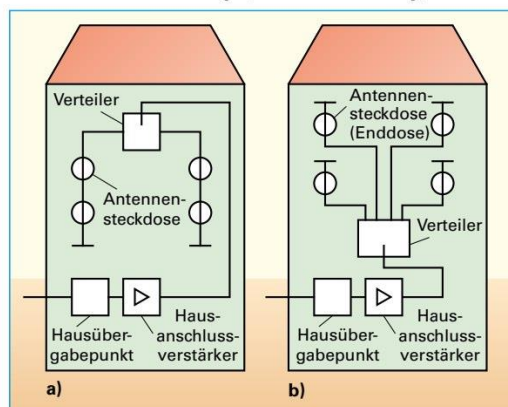 Verteiler
Antennen-
steckdose
Hausüber-
gabepunkt
Haus-
anschluss-
verstärker
a)
Antennen-
steckdose
(Enddose)
Verteiler
Hausüber-
gabepunkt
Haus-
anschluss-
verstärker
b)